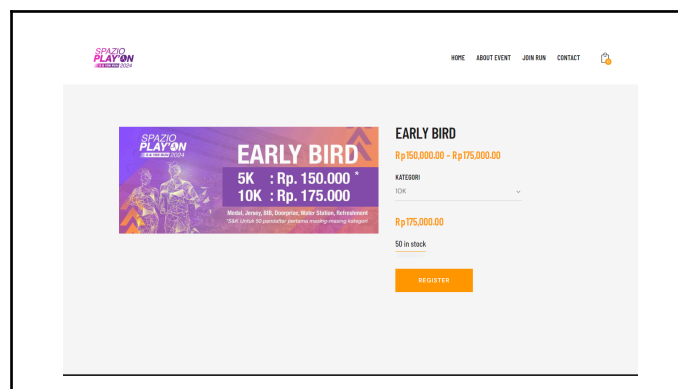 SPAZIO
PLAY'ON
2024
HOME ABOUT EVENT JOIN RUN CONTACT
0
SPAZIO
PLAY'ON
2024
EARLY BIRD
5K : Rp. 150.000 *
10K : Rp. 175.000
Medal, Jersey, BIB, Doorprize, Water Station, Refreshment
*S&K Untuk 50 pendaftar pertama masing-masing kategori
EARLY BIRD
Rp150,000.00 – Rp175,000.00
KATEGORI
10K
Rp175,000.00
50 in stock
REGISTER